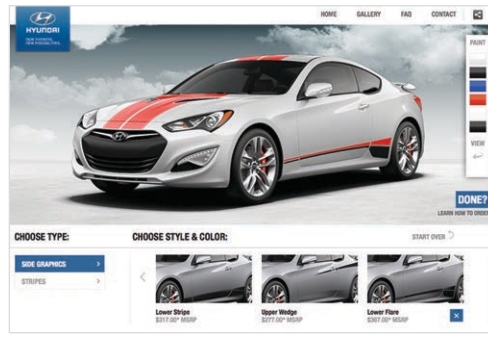 HOME GALLERY FAQ CONTACT
HYUNDAI
NEW THINKING.
NEW POSSIBILITIES.
PAINT
VIEW
DONE?
LEARN HOW TO ORDER
CHOOSE TYPE:
CHOOSE STYLE & COLOR:
START OVER
SIDE GRAPHICS >
STRIPES >
Lower Stripe
$317.00* MSRP
Upper Wedge
$277.00* MSRP
Lower Flare
$367.00* MSRP